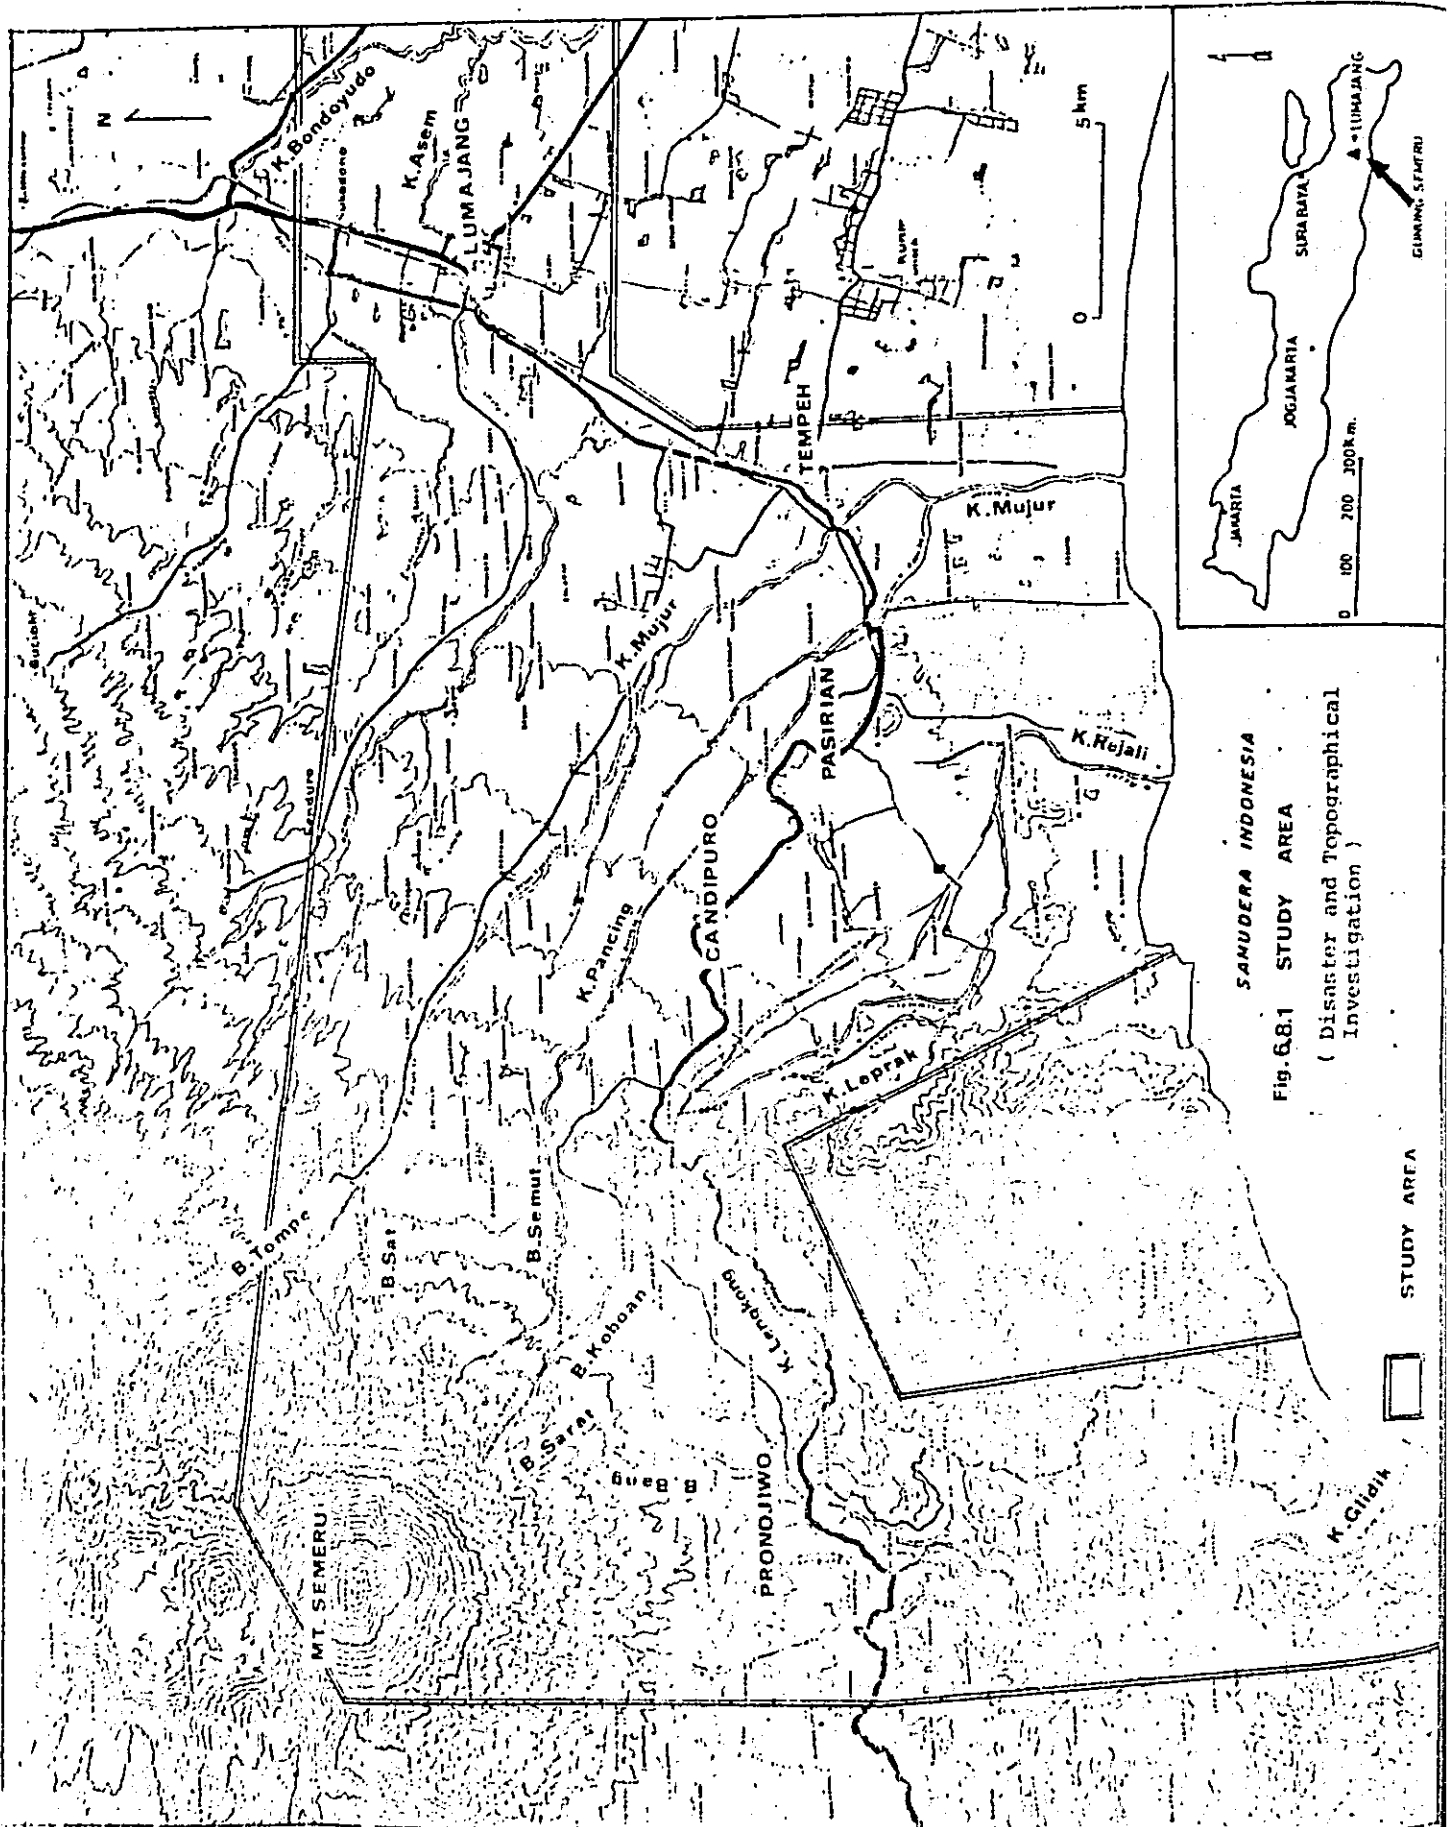 N
K.Bondoyudo
K.Asem
LUMAJANG
MT. SEMERU
B.Tompe
B.Sat
B.Semut
B.Koboan
B.Sarat
B.Bang
K.Mujur
K.Pancing
CANDIPURO
PASIRIAN
TEMPEH
K.Mujur
K.Rejali
K.Leprak
K.Lengkong
PRONOJIWO
K.Glidik
0 5 km
SAMUDERA INDONESIA
Fig.6.8.1 STUDY AREA
( Disaster and Topographical
Investigation )
STUDY AREA
JAKARTA
JOGJAKARTA
SURABAYA
LUMAJANG
GUNUNG SEMERU
0 100 200 300km.